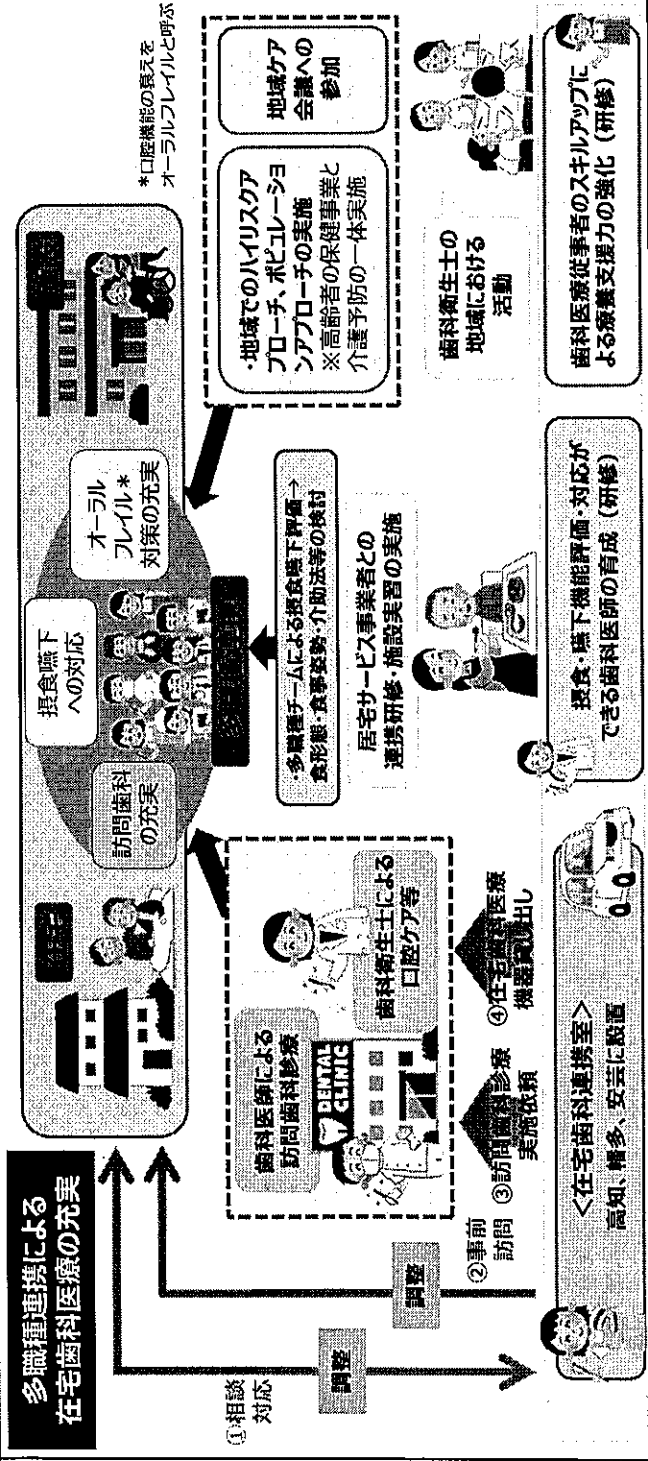 多職種連携による
在宅歯科医療の充実
*口腔機能の衰えを
オーラルフレイルと呼ぶ
訪問歯科
の充実
摂食嚥下
への対応
オーラル
フレイル*
対策の充実
①相談
対応
調整
調整
②事前
訪問
③訪問歯科診療
実施依頼
④在宅歯科医療
機器貸し出し
歯科医師による
訪問歯科診療
DENTAL
CLINIC
歯科衛生士による
口腔ケア等
・多職種チームによる摂食嚥下評価→
食形態・食事姿勢・介助法等の検討
居宅サービス事業者との
連携研修・施設実習の実施
・地域でのハイリスクア
プローチ、ポピュレーショ
ンアプローチの実施
※高齢者の保健事業と
介護予防の一体実施
地域ケア
会議への
参加
歯科衛生士の
地域における
活動
<在宅歯科連携室>
高知、幡多、安芸に設置
摂食・嚥下機能評価・対応が
できる歯科医師の育成（研修）
歯科医療従事者のスキルアップに
よる療養支援力の強化（研修）